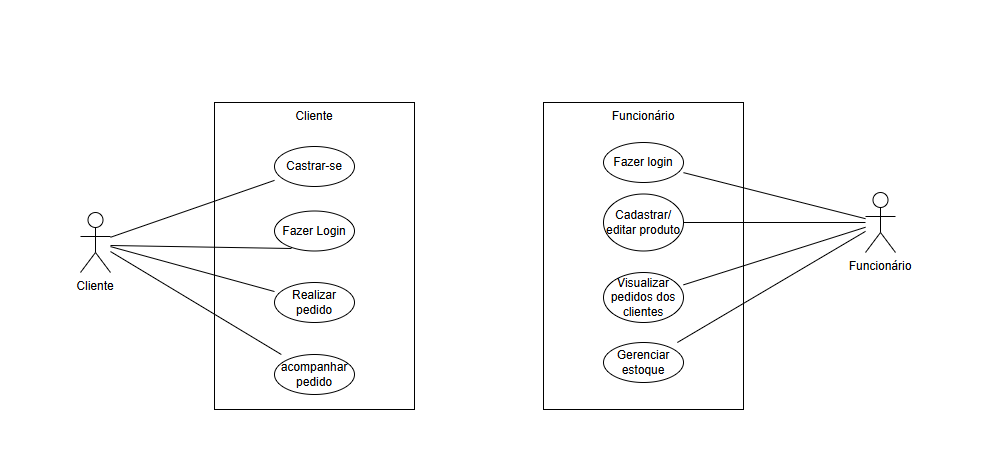 Cliente
Castrar-se
Fazer Login
Realizar
pedido
acompanhar
pedido
Cliente
Funcionário
Fazer login
Cadastrar/
editar produto
Visualizar
pedidos dos
clientes
Gerenciar
estoque
Funcionário